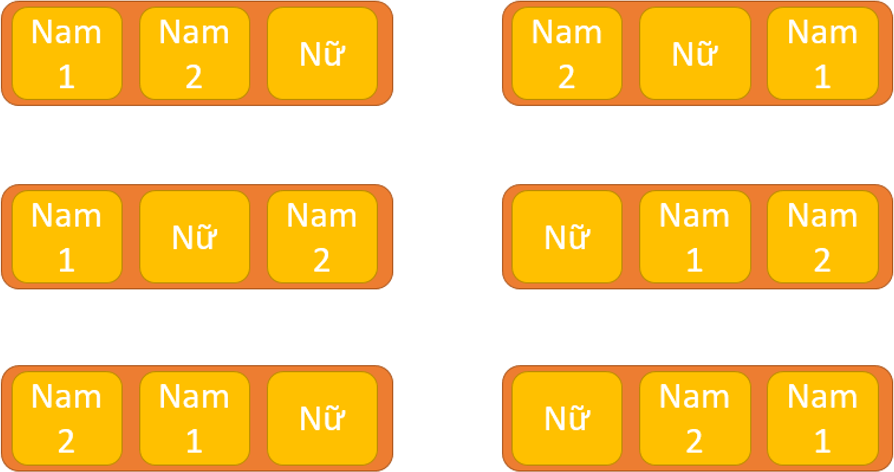 Nam 1 Nam 2 Nữ
Nam 2 Nữ Nam 1
Nam 1 Nữ Nam 2
Nữ Nam 1 Nam 2
Nam 2 Nam 1 Nữ
Nữ Nam 2 Nam 1